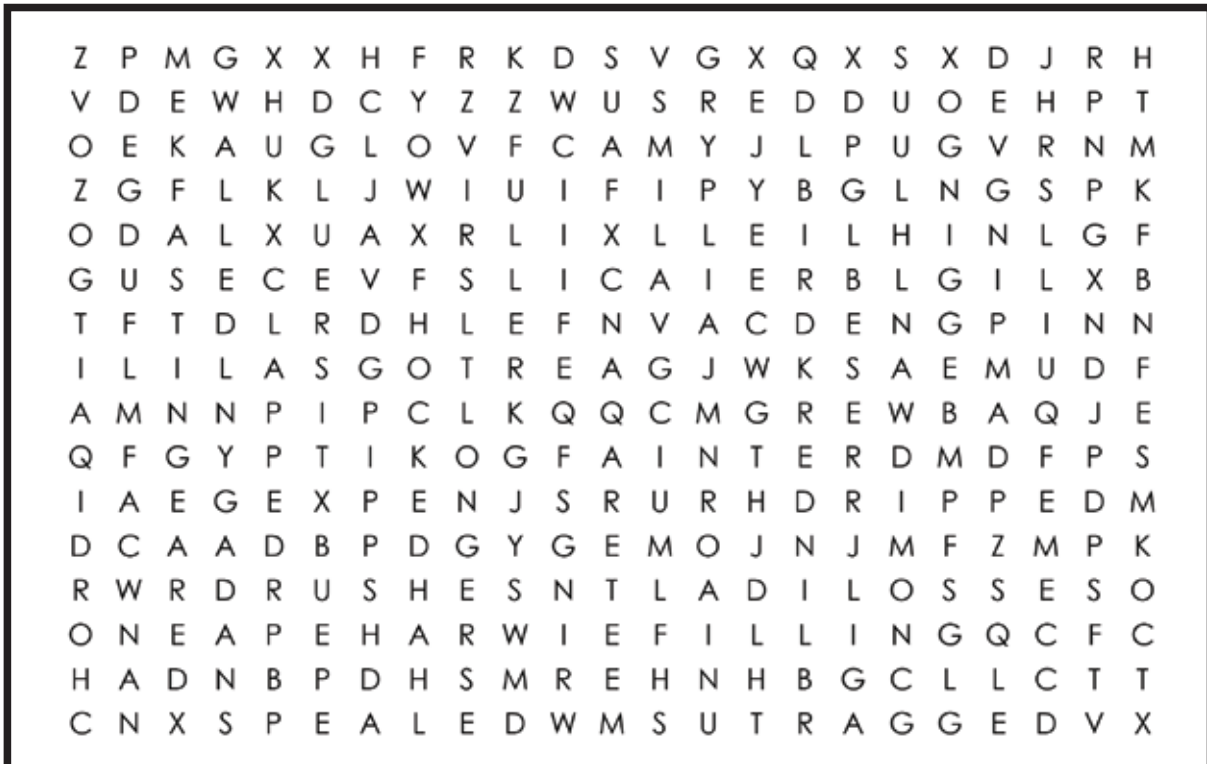 Z P M G X X H F R K D S V G X Q X S X D J R H
V D E W H D C Y Z Z W U S R E D D U O E H P T
O E K A U G L O V F C A M Y J L P U G V R N M
Z G F L K L J W I U I F I P Y B G L N G S P K
O D A L X U A X R L I X L L E I L H I N L G F
G U S E C E V F S L I C A I E R B L G I L X B
T F T D L R D H L E F N V A C D E N G P I N N
I L I L A S G O T R E A G J W K S A E M U D F
A M N N P I P C L K Q Q C M G R E W B A Q J E
Q F G Y P T I K O G F A I N T E R D M D F P S
I A E G E X P E N J S R U R H D R I P P E D M
D C A A D B P D G Y G E M O J N J M F Z M P K
R W R D R U S H E S N T L A D I L O S S E S O
O N E A P E H A R W I E F I L L I N G Q C F C
H A D N B P D H S M R E H N H B G C L L C T T
C N X S P E A L E D W M S U T R A G G E D V X